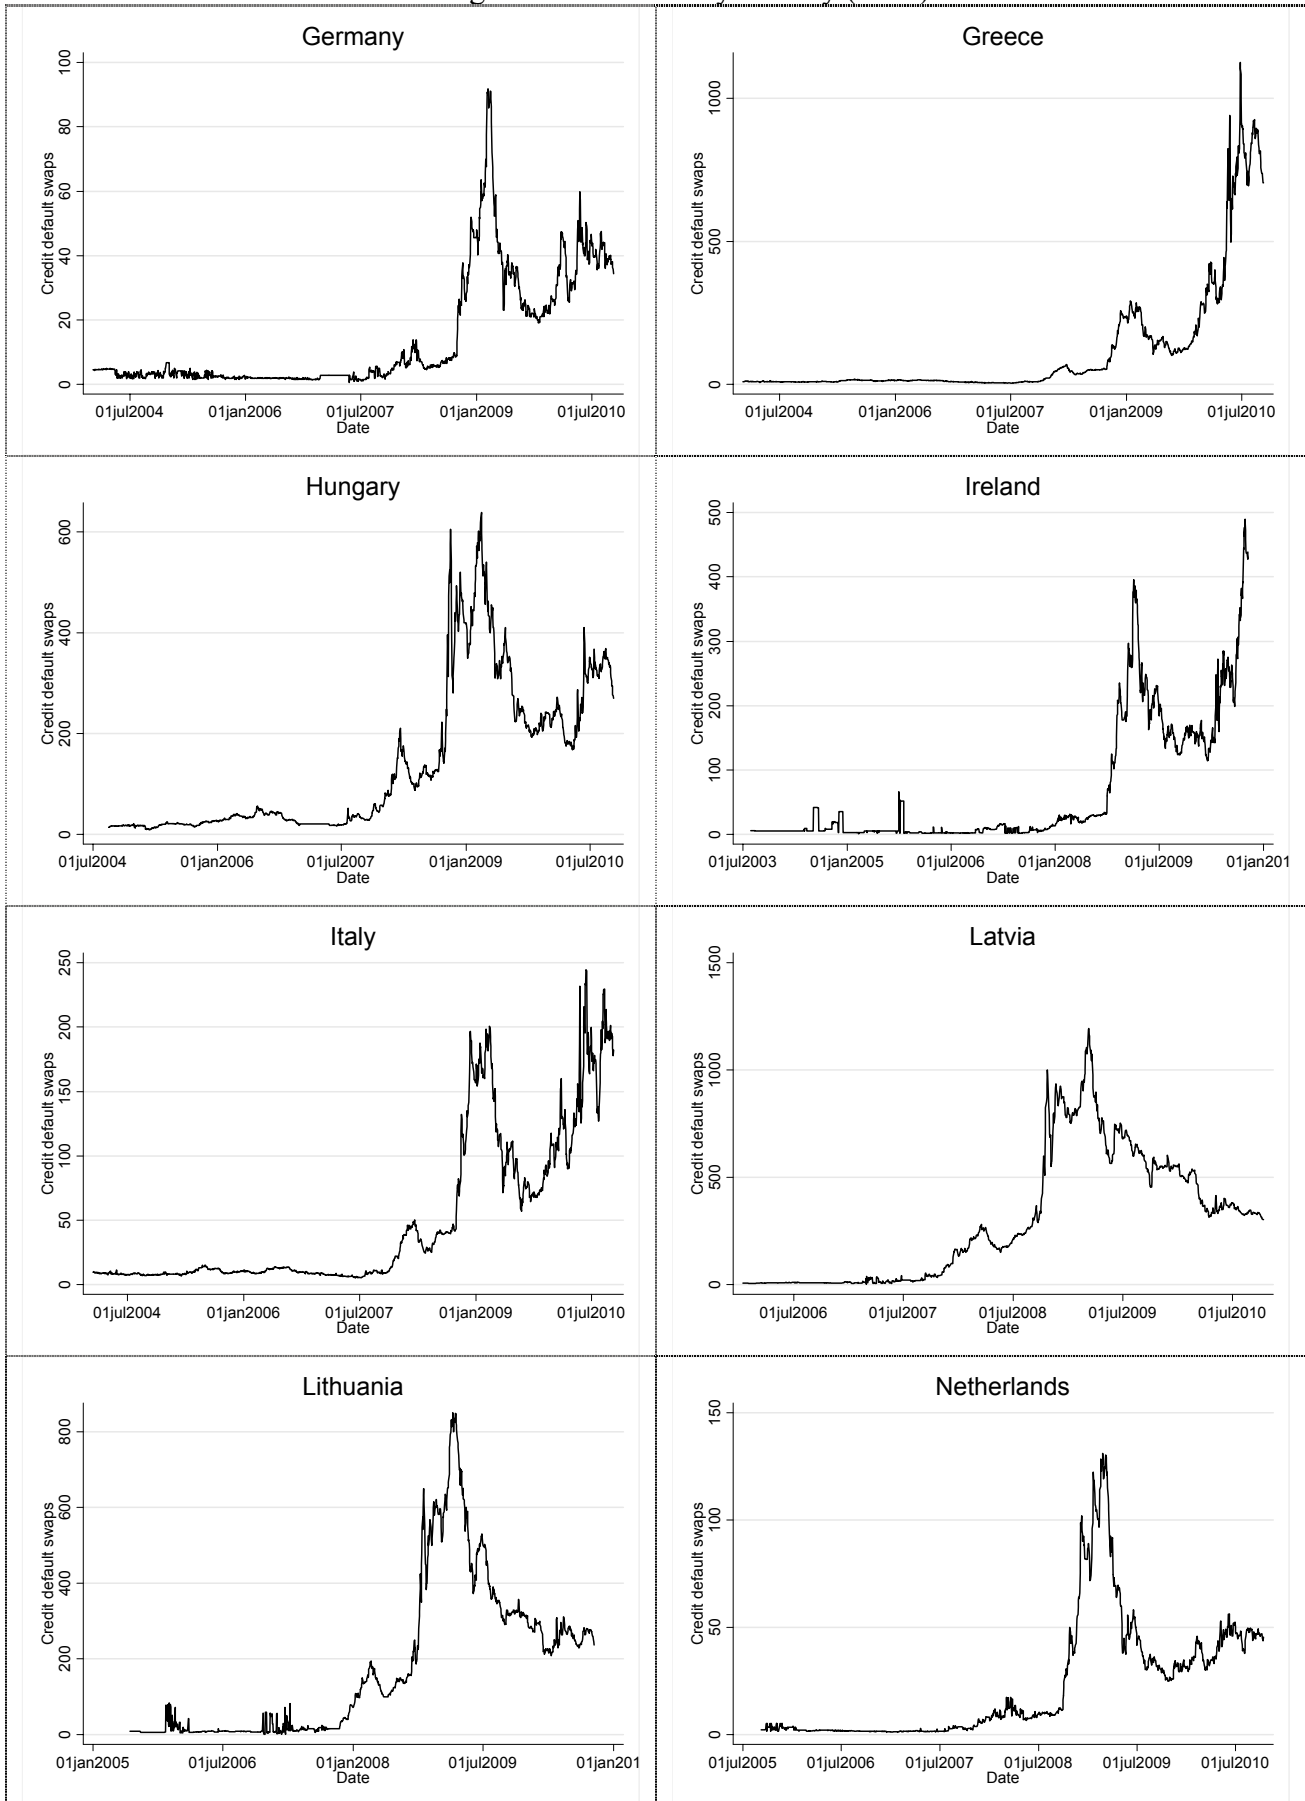 Germany
Credit default swaps
0 20 40 60 80 100
01jul2004 01jan2006 01jul2007 01jan2009 01jul2010
Date
Greece
Credit default swaps
0 500 1000
01jul2004 01jan2006 01jul2007 01jan2009 01jul2010
Date
Hungary
Credit default swaps
0 200 400 600
01jul2004 01jan2006 01jul2007 01jan2009 01jul2010
Date
Ireland
Credit default swaps
0 100 200 300 400 500
01jul2003 01jan2005 01jul2006 01jan2008 01jul2009 01jan201
Date
Italy
Credit default swaps
0 50 100 150 200 250
01jul2004 01jan2006 01jul2007 01jan2009 01jul2010
Date
Latvia
Credit default swaps
0 500 1000 1500
01jul2006 01jul2007 01jul2008 01jul2009 01jul2010
Date
Lithuania
Credit default swaps
0 200 400 600 800
01jan2005 01jul2006 01jan2008 01jul2009 01jan201
Date
Netherlands
Credit default swaps
0 50 100 150
01jul2005 01jul2006 01jul2007 01jul2008 01jul2009 01jul2010
Date